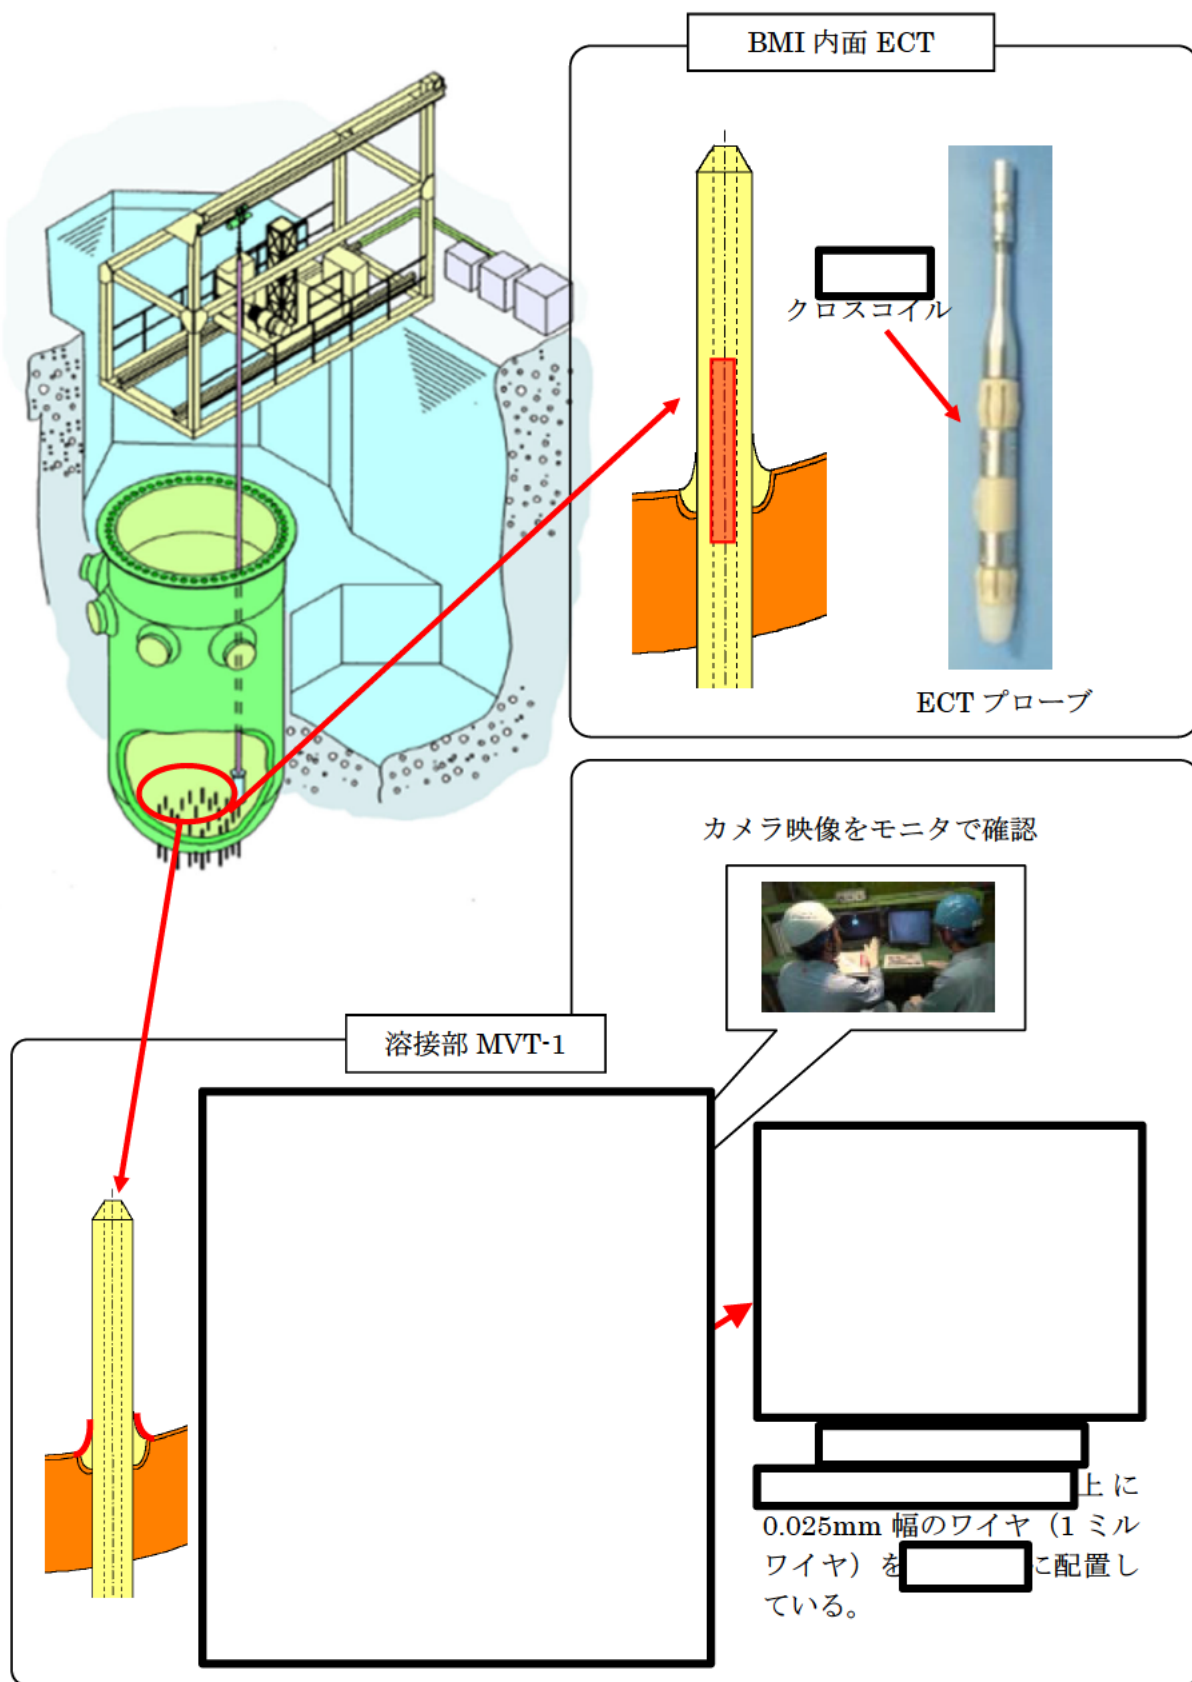 BMI 内面 ECT
クロスコイル
ECT プローブ
カメラ映像をモニタで確認
溶接部 MVT-1
上に
0.025mm 幅のワイヤ（1 ミル
ワイヤ）を
に配置し
ている。